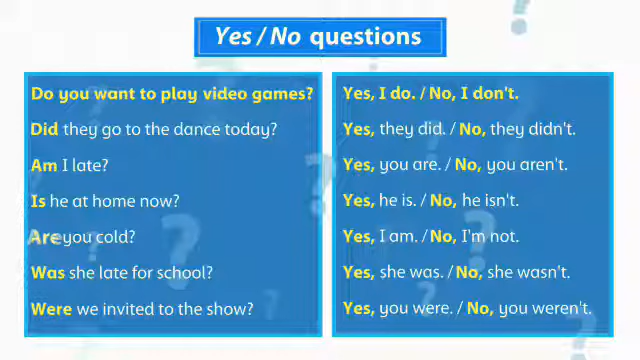 Yes / No questions
Do you want to play video games? Yes, I do. / No, I don't.
Did they go to the dance today? Yes, they did. / No, they didn't.
Am I late? Yes, you are. / No, you aren't.
Is he at home now? Yes, he is. / No, he isn't.
Are you cold? Yes, I am. / No, I'm not.
Was she late for school? Yes, she was. / No, she wasn't.
Were we invited to the show? Yes, you were. / No, you weren't.